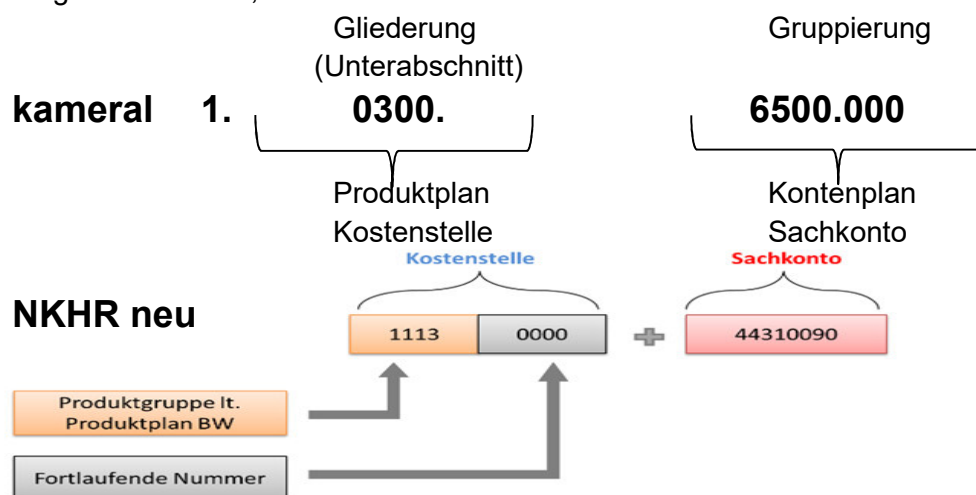 Gliederung Gruppierung
(Unterabschnitt)
kameral 1. 0300. 6500.000
Produktplan Kontenplan
Kostenstelle Sachkonto
Kostenstelle Sachkonto
NKHR neu
1113 0000 + 44310090
Produktgruppe lt.
Produktplan BW
Fortlaufende Nummer